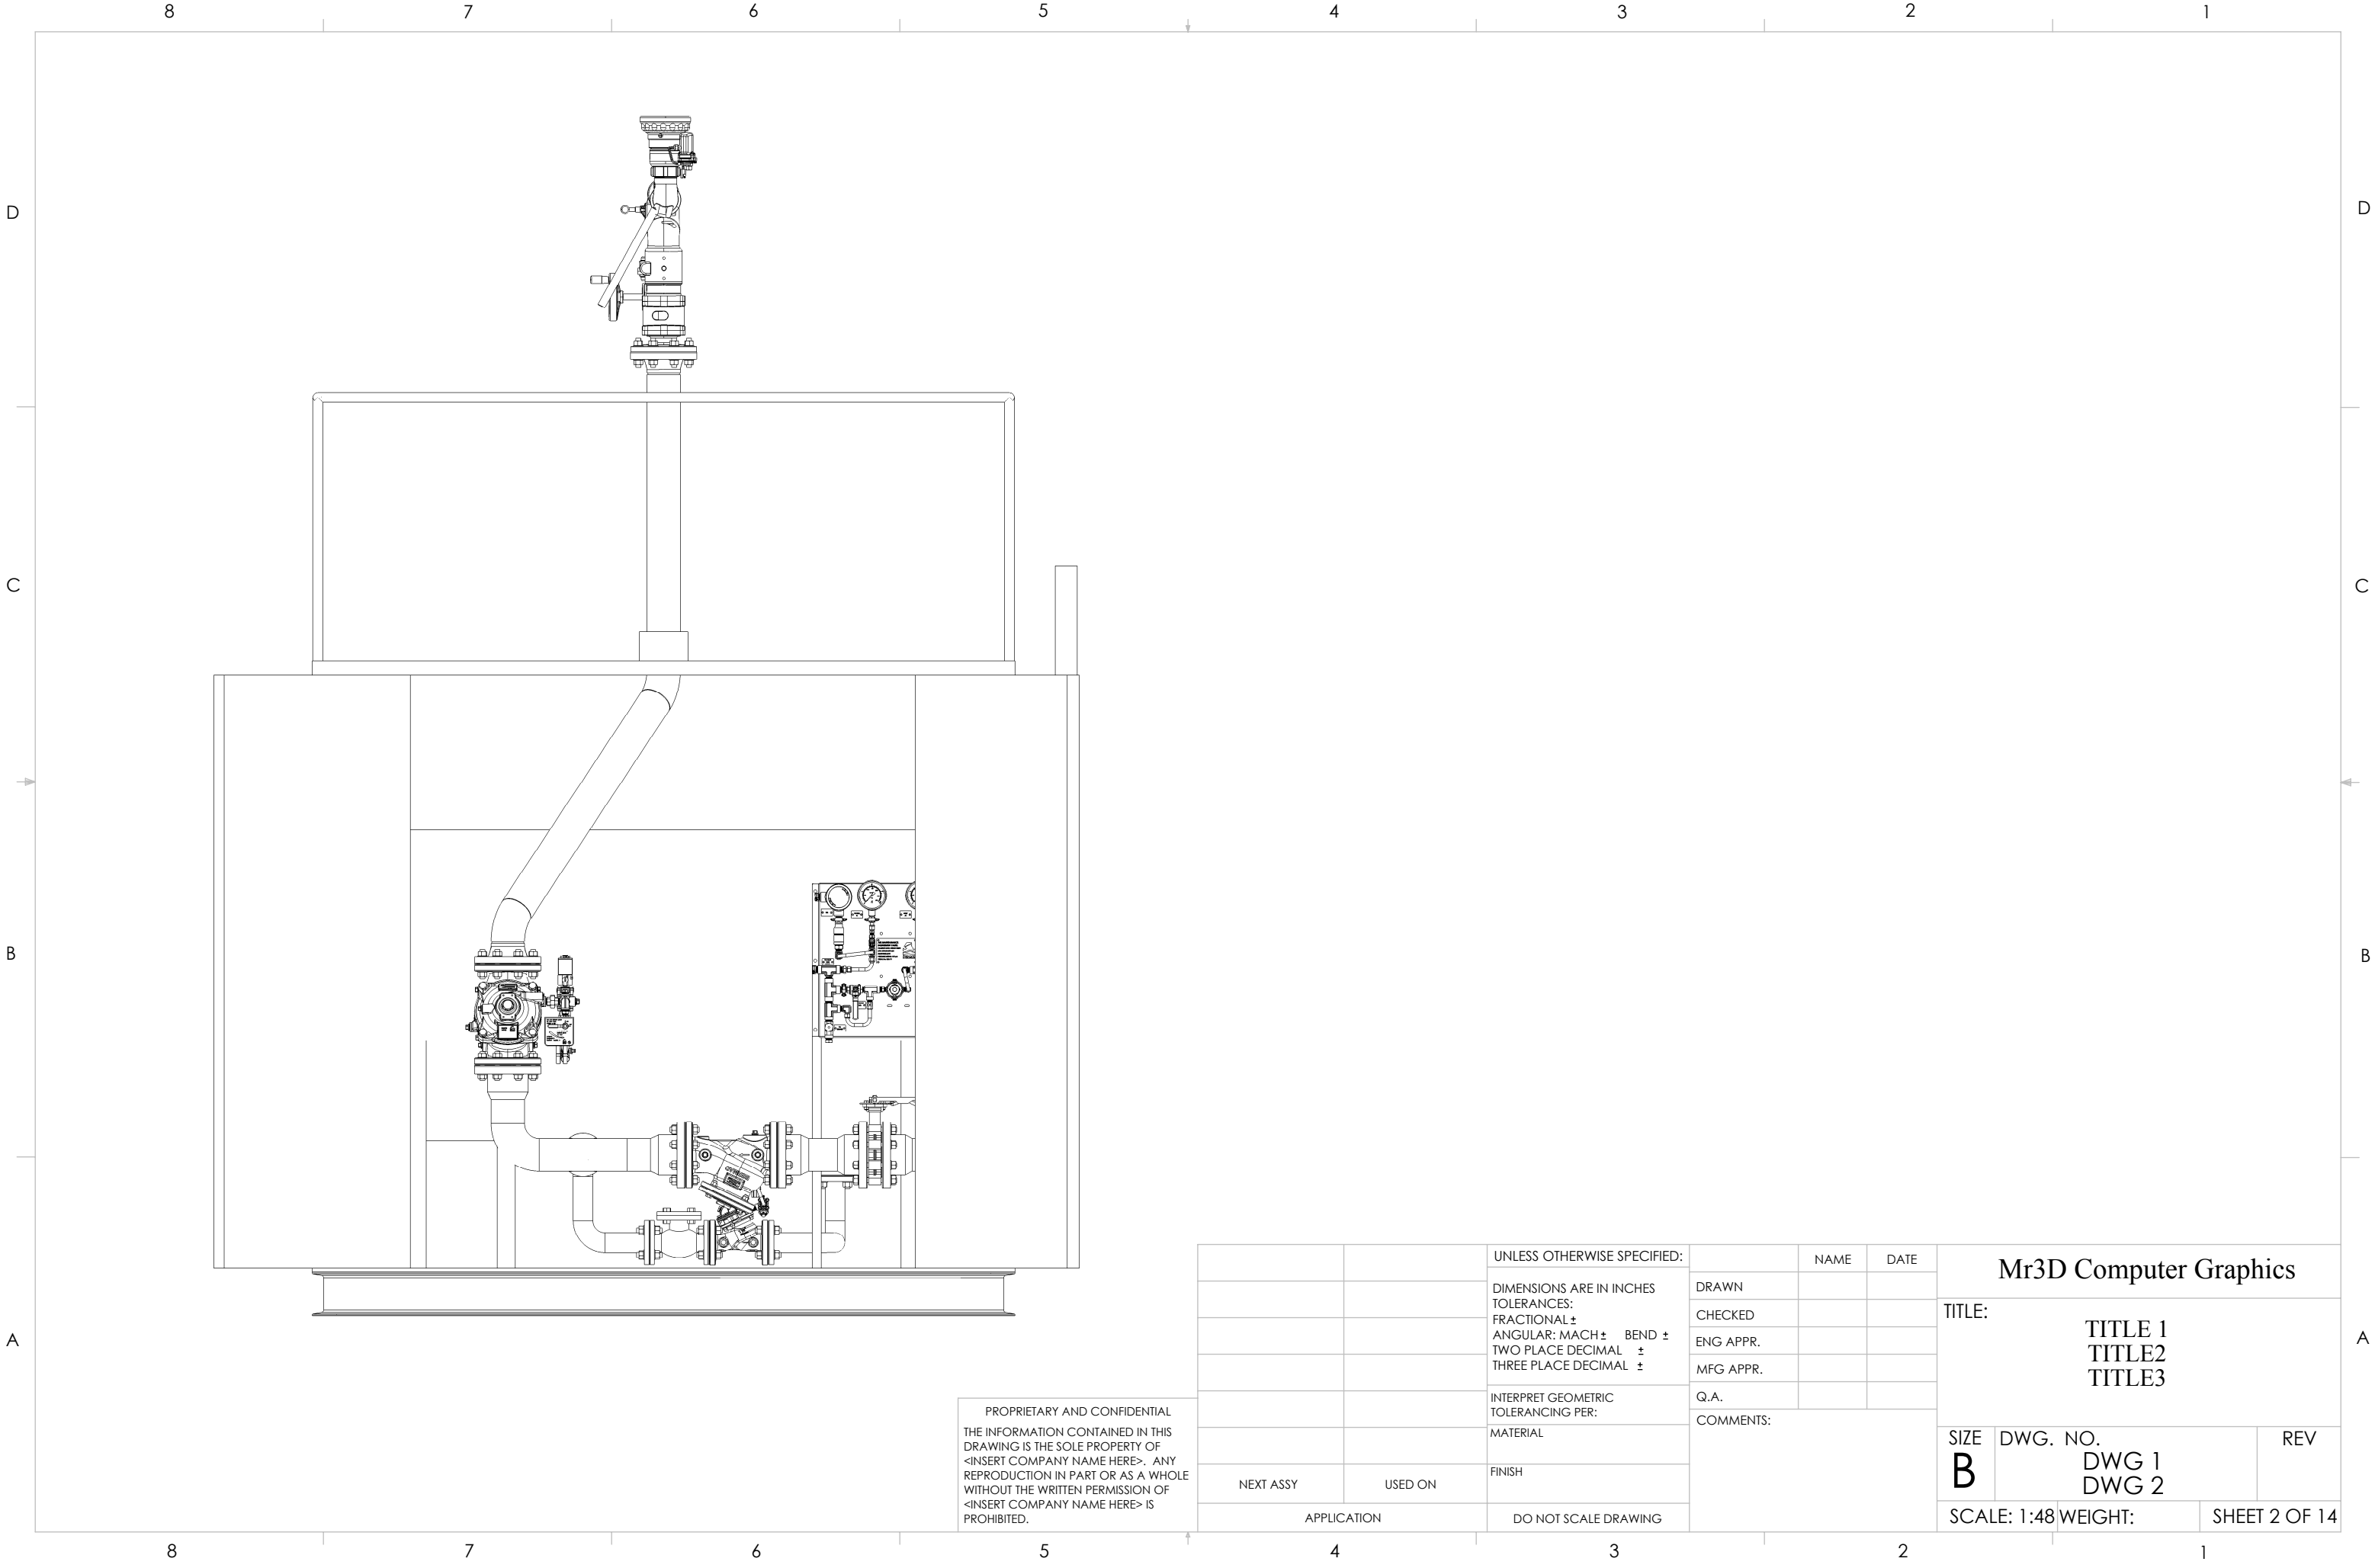 8 7 6 5 4 3 2 1
D D
C C
B B
A A
PROPRIETARY AND CONFIDENTIAL
THE INFORMATION CONTAINED IN THIS
DRAWING IS THE SOLE PROPERTY OF
<INSERT COMPANY NAME HERE>. ANY
REPRODUCTION IN PART OR AS A WHOLE
WITHOUT THE WRITTEN PERMISSION OF
<INSERT COMPANY NAME HERE> IS
PROHIBITED.
NEXT ASSY USED ON
APPLICATION
UNLESS OTHERWISE SPECIFIED:
DIMENSIONS ARE IN INCHES
TOLERANCES:
FRACTIONAL ±
ANGULAR: MACH ± BEND ±
TWO PLACE DECIMAL ±
THREE PLACE DECIMAL ±
INTERPRET GEOMETRIC
TOLERANCING PER:
MATERIAL
FINISH
DO NOT SCALE DRAWING
NAME DATE
DRAWN
CHECKED
ENG APPR.
MFG APPR.
Q.A.
COMMENTS:
Mr3D Computer Graphics
TITLE:
TITLE 1
TITLE2
TITLE3
SIZE
B
DWG. NO.
DWG 1
DWG 2
REV
SCALE: 1:48 WEIGHT: SHEET 2 OF 14
8 7 6 5 4 3 2 1